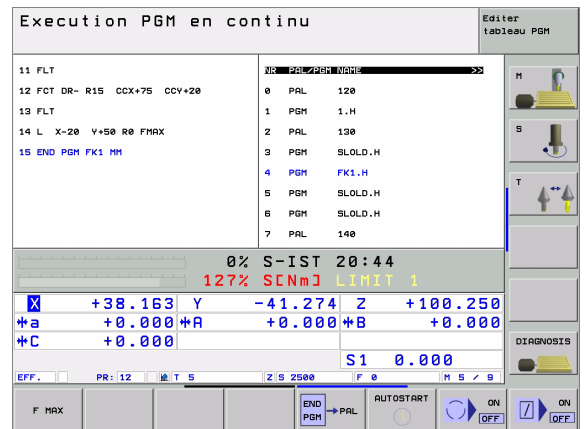 Execution PGM en continu
Editer
tableau PGM
11 FLT
12 FCT DR- R15 CCX+75 CCY+20
13 FLT
14 L X-20 Y+50 R0 FMAX
15 END PGM FK1 MM
NR PAL/PGM NAME >>
0 PAL 120
1 PGM 1.H
2 PAL 130
3 PGM SLOLD.H
4 PGM FK1.H
5 PGM SLOLD.H
6 PGM SLOLD.H
7 PAL 140
M
S
T
DIAGNOSIS
0% S-IST 20:44
127% S[Nm] LIMIT 1
X +38.163 Y -41.274 Z +100.250
a +0.000 A +0.000 B +0.000
C +0.000
S1 0.000
EFF. PR: 12 T 5 Z S 2500 F 0 M 5 / 9
F MAX
END PGM → PAL
AUTOSTART
ON
OFF
ON
OFF